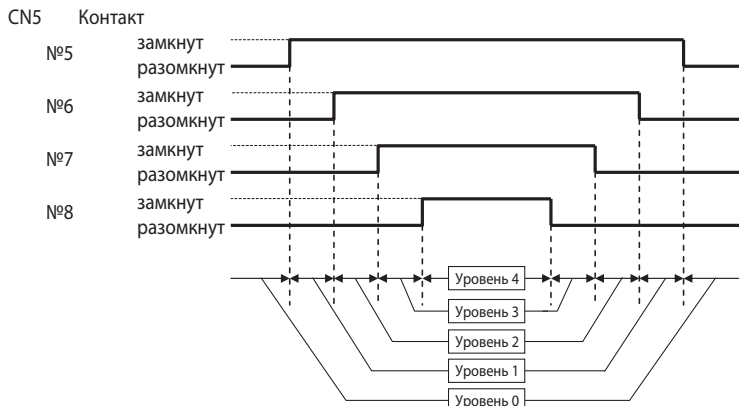 CN5 Контакт
№5 замкнут
разомкнут
№6 замкнут
разомкнут
№7 замкнут
разомкнут
№8 замкнут
разомкнут
Уровень 4
Уровень 3
Уровень 2
Уровень 1
Уровень 0